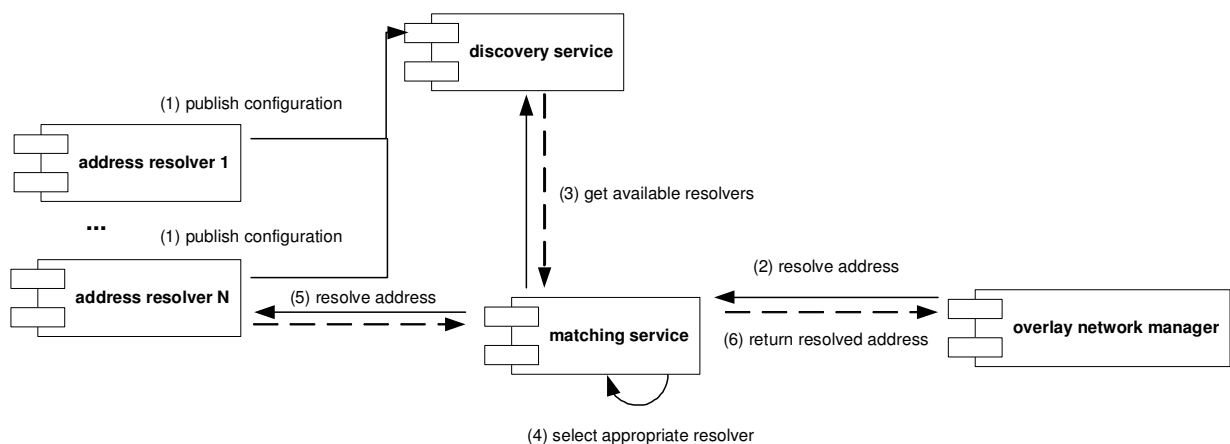 discovery service
(1) publish configuration
address resolver 1
(3) get available resolvers
...
(1) publish configuration
(2) resolve address
address resolver N
(5) resolve address
matching service
overlay network manager
(6) return resolved address
(4) select appropriate resolver